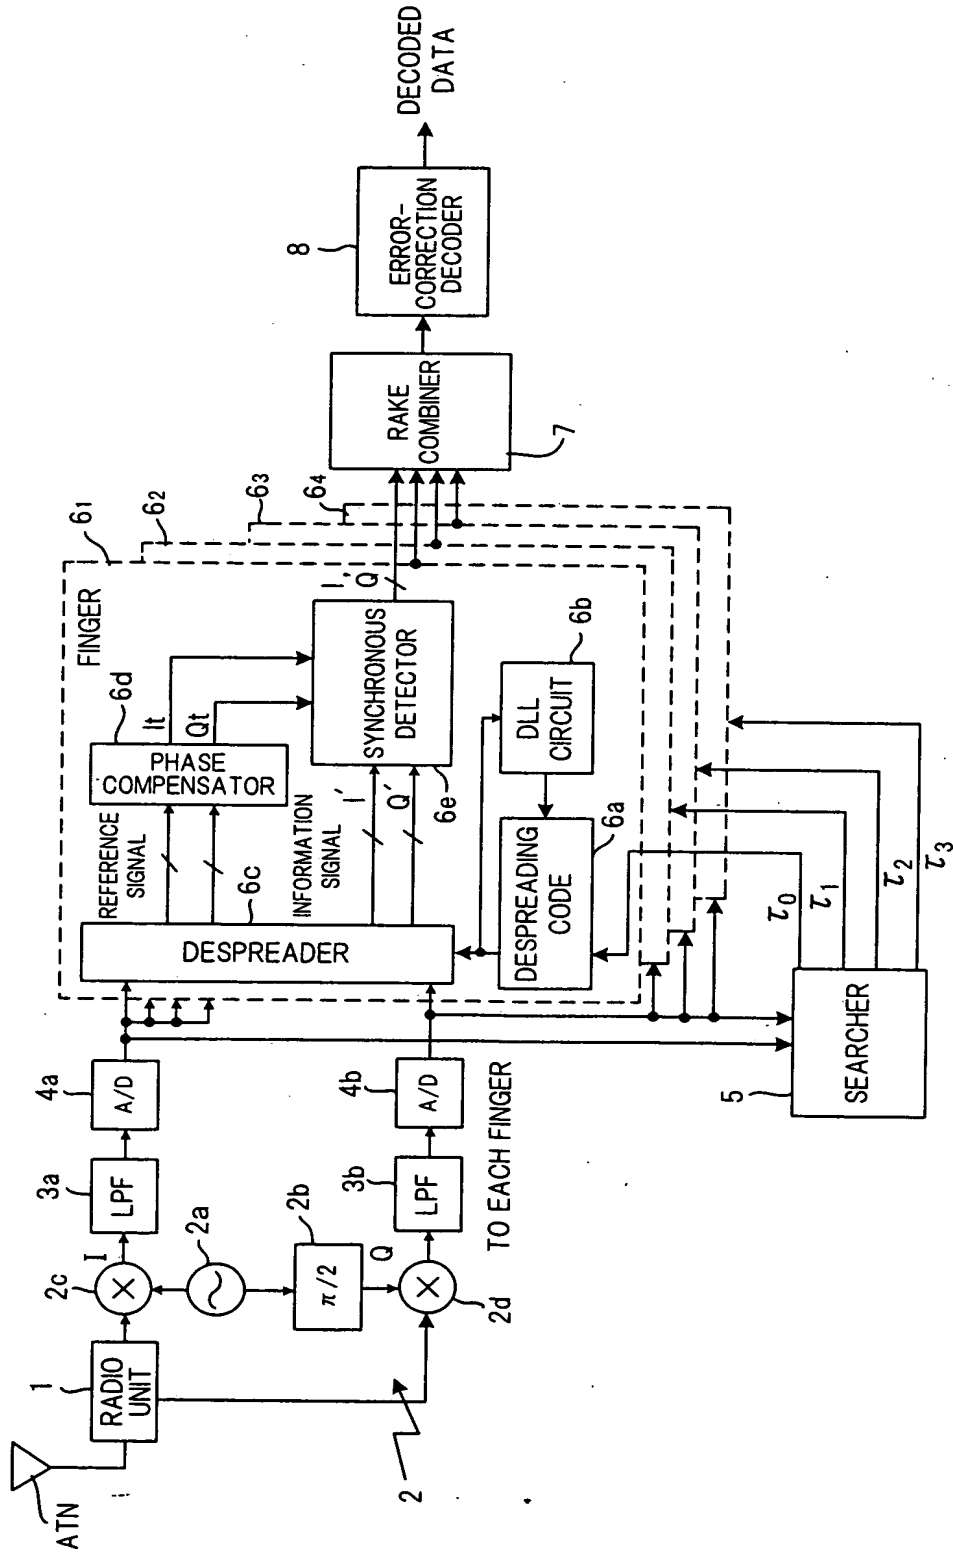 ATN
1
RADIO
UNIT
2
2c
I
2a
2b
π/2
Q
2d
3a
LPF
3b
LPF
4a
A/D
4b
A/D
TO EACH FINGER
FINGER
61
62
63
64
DESPREADER
6c
REFERENCE
SIGNAL
INFORMATION
SIGNAL
PHASE
COMPENSATOR
6d
It
Qt
I'
Q'
SYNCHRONOUS
DETECTOR
6e
I'
Q
DESPREADING
CODE
6a
DLL
CIRCUIT
6b
5
SEARCHER
τ0
τ1
τ2
τ3
RAKE
COMBINER
7
8
ERROR-
CORRECTION
DECODER
DECODED
DATA